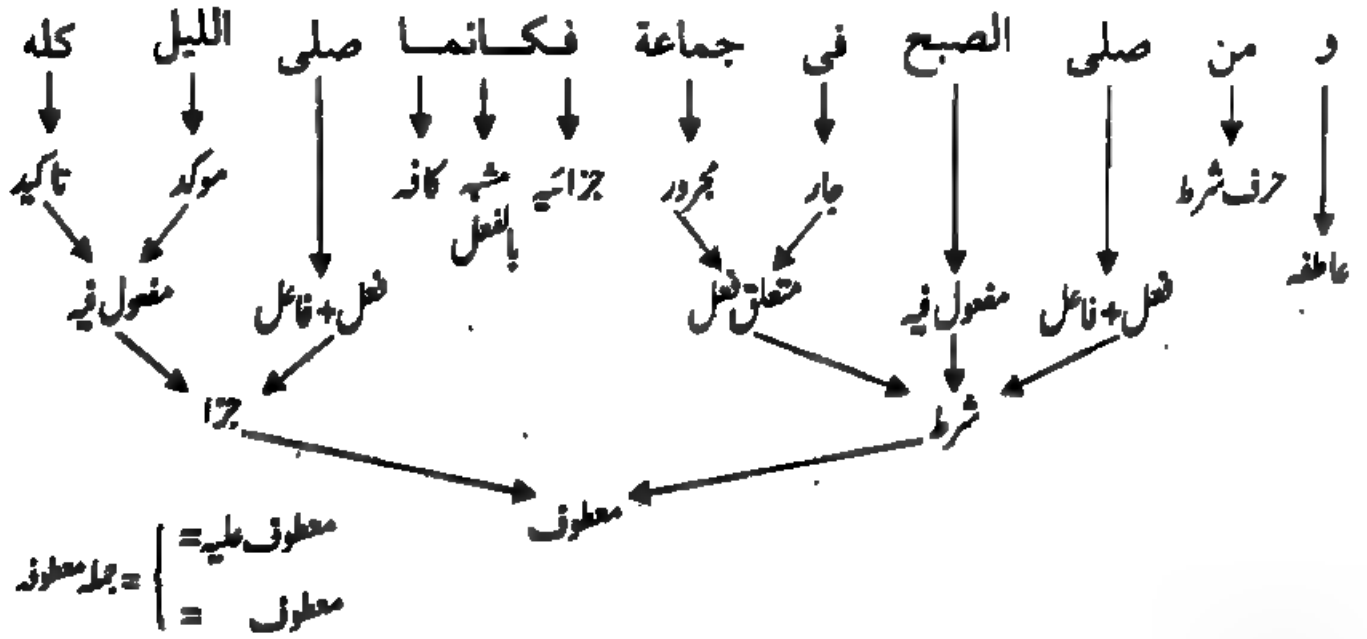 و من صلى الصبح فى جماعة فكانما صلى الليل كله
حرف شرط جار مجرور جزائیہ مشبہ بالفعل کافہ موکد تاکید
عاطفہ فعل+فاعل مفعول فیہ متعلق فعل فعل+فاعل مفعول فیہ
شرط جزا
معطوف
معطوف علیہ=
معطوف =
=جملہ معطوفہ